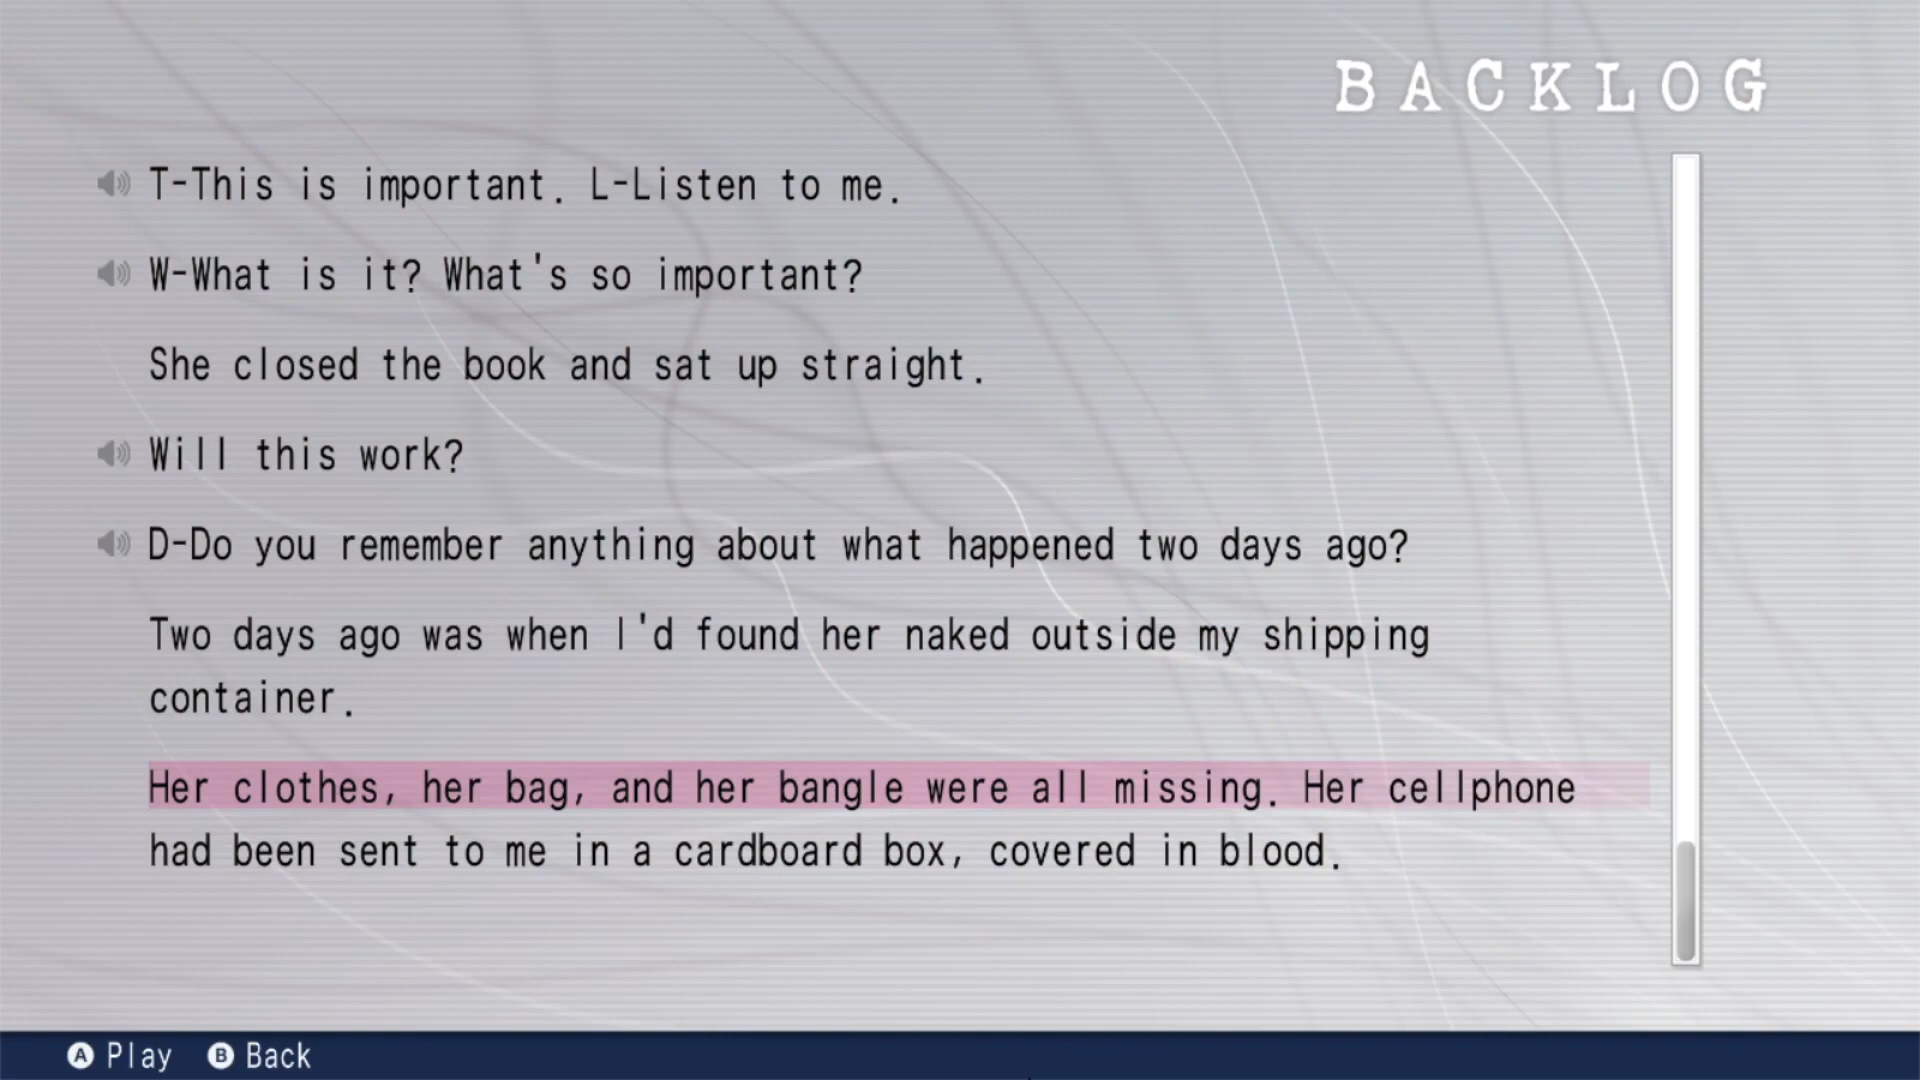 BACKLOG
T-This is important. L-Listen to me.
W-What is it? What's so important?
She closed the book and sat up straight.
Will this work?
D-Do you remember anything about what happened two days ago?
Two days ago was when I'd found her naked outside my shipping
container.
Her clothes, her bag, and her bangle were all missing. Her cellphone
had been sent to me in a cardboard box, covered in blood.
A Play B Back